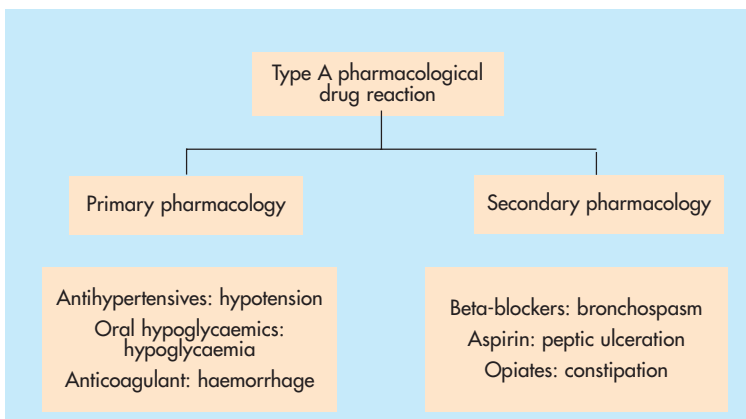 Type A pharmacological
drug reaction
Primary pharmacology
Secondary pharmacology
Antihypertensives: hypotension
Oral hypoglycaemics:
hypoglycaemia
Anticoagulant: haemorrhage
Beta-blockers: bronchospasm
Aspirin: peptic ulceration
Opiates: constipation